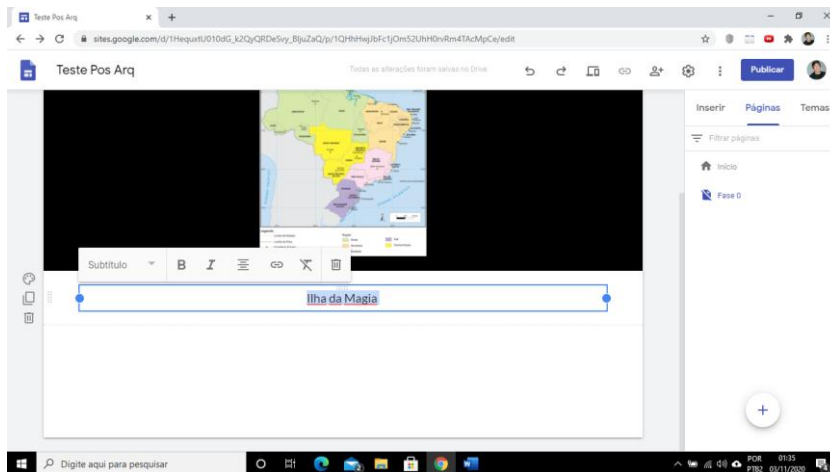 Teste Pos Arq
sites.google.com/d/1HequxtU010dG_k2QyQRDeSvy_BJuZaQ/p/1QHhHwjJbFc1jOm52UhH0rvRm4TAcMpCe/edit
Teste Pos Arq
Todas as alterações foram salvas no Drive
Publicar
Inserir Páginas Temas
Filtrar páginas
Início
Fase 0
Subtítulo
B I
Ilha da Magia
Digite aqui para pesquisar
POR 01:35
PTB2 03/11/2020